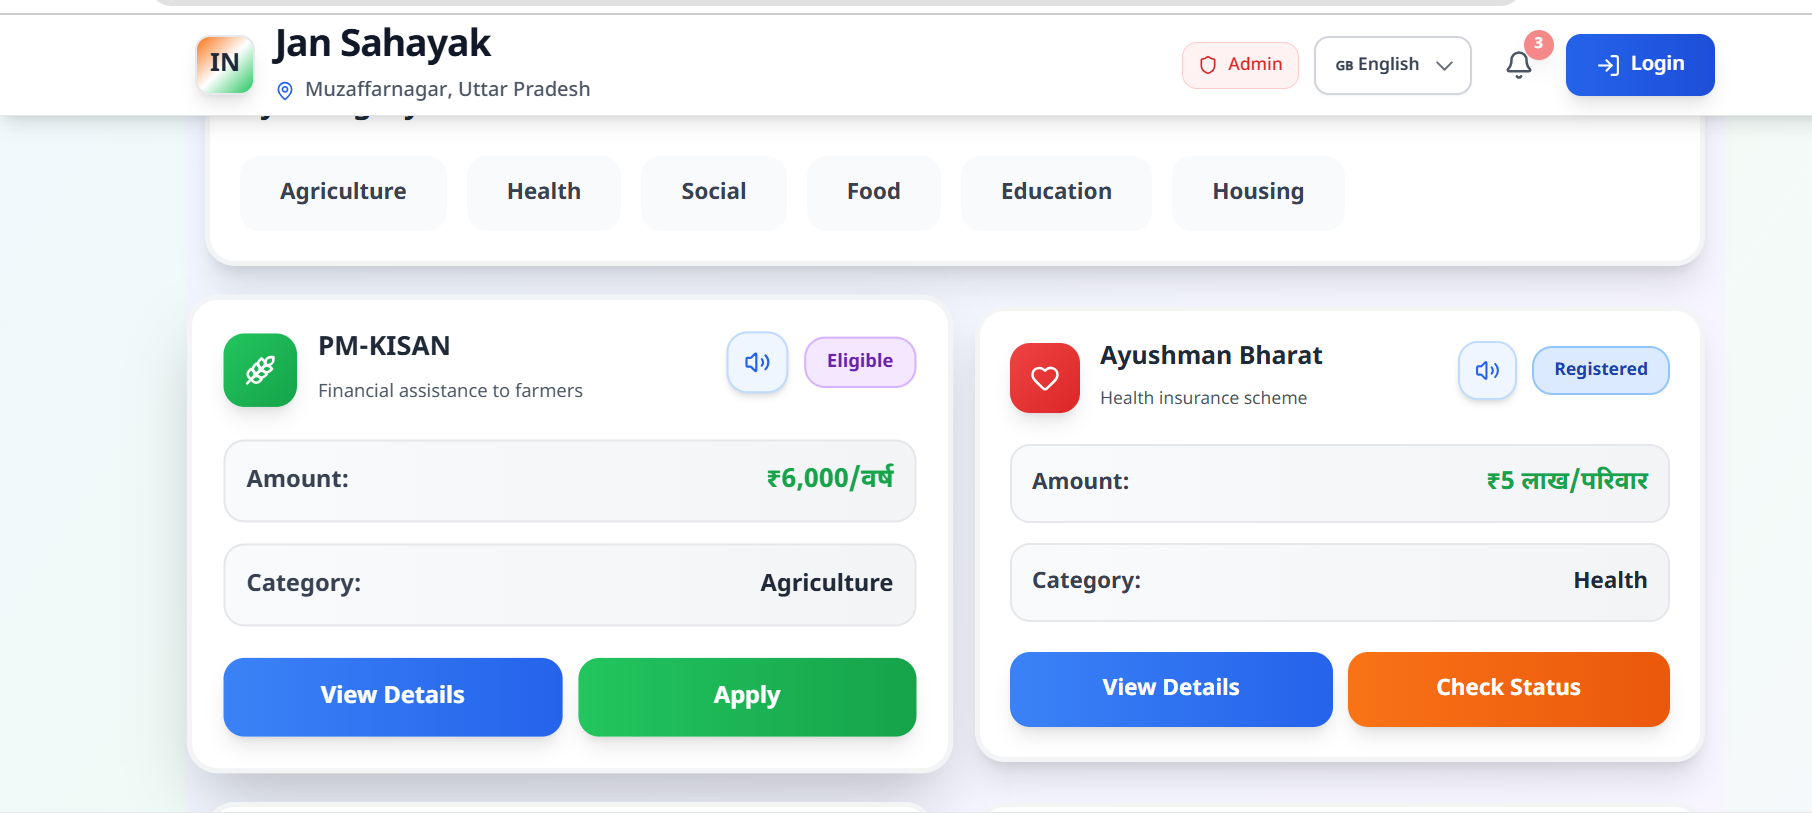 IN
Jan Sahayak
Muzaffarnagar, Uttar Pradesh
Admin
GB English
3
Login
Agriculture
Health
Social
Food
Education
Housing
PM-KISAN
Financial assistance to farmers
Eligible
Amount:
₹6,000/वर्ष
Category:
Agriculture
View Details
Apply
Ayushman Bharat
Health insurance scheme
Registered
Amount:
₹5 लाख/परिवार
Category:
Health
View Details
Check Status